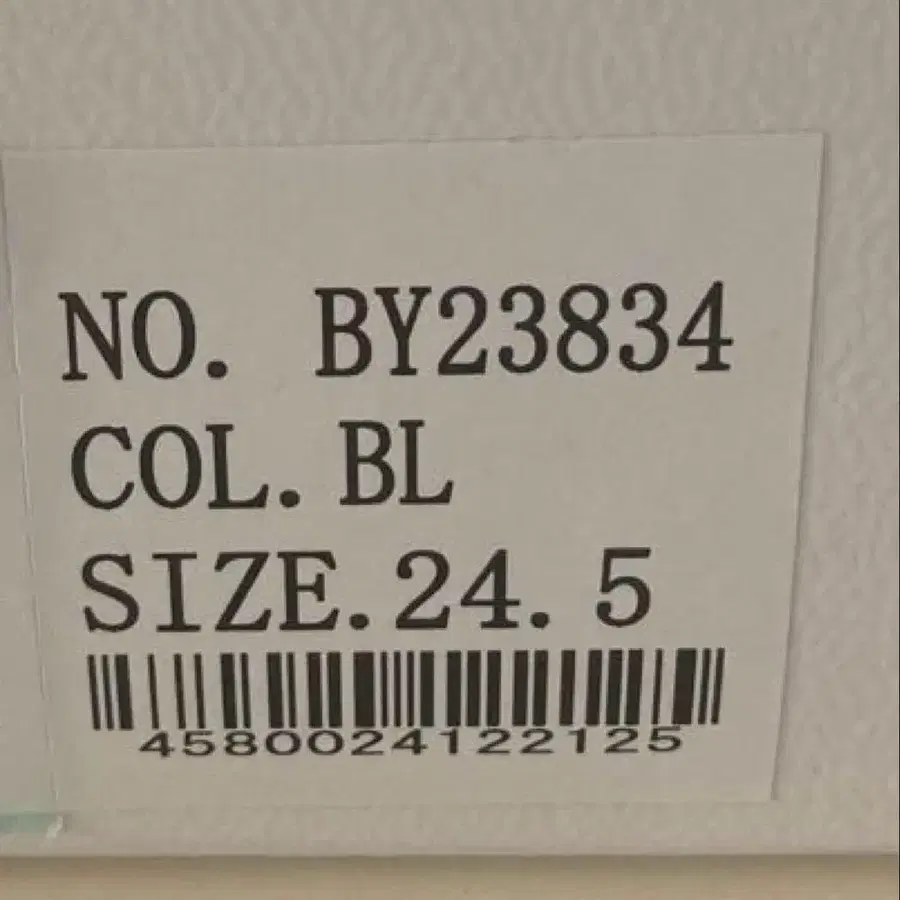 NO. BY23834
COL. BL
SIZE. 24. 5
4580024122125